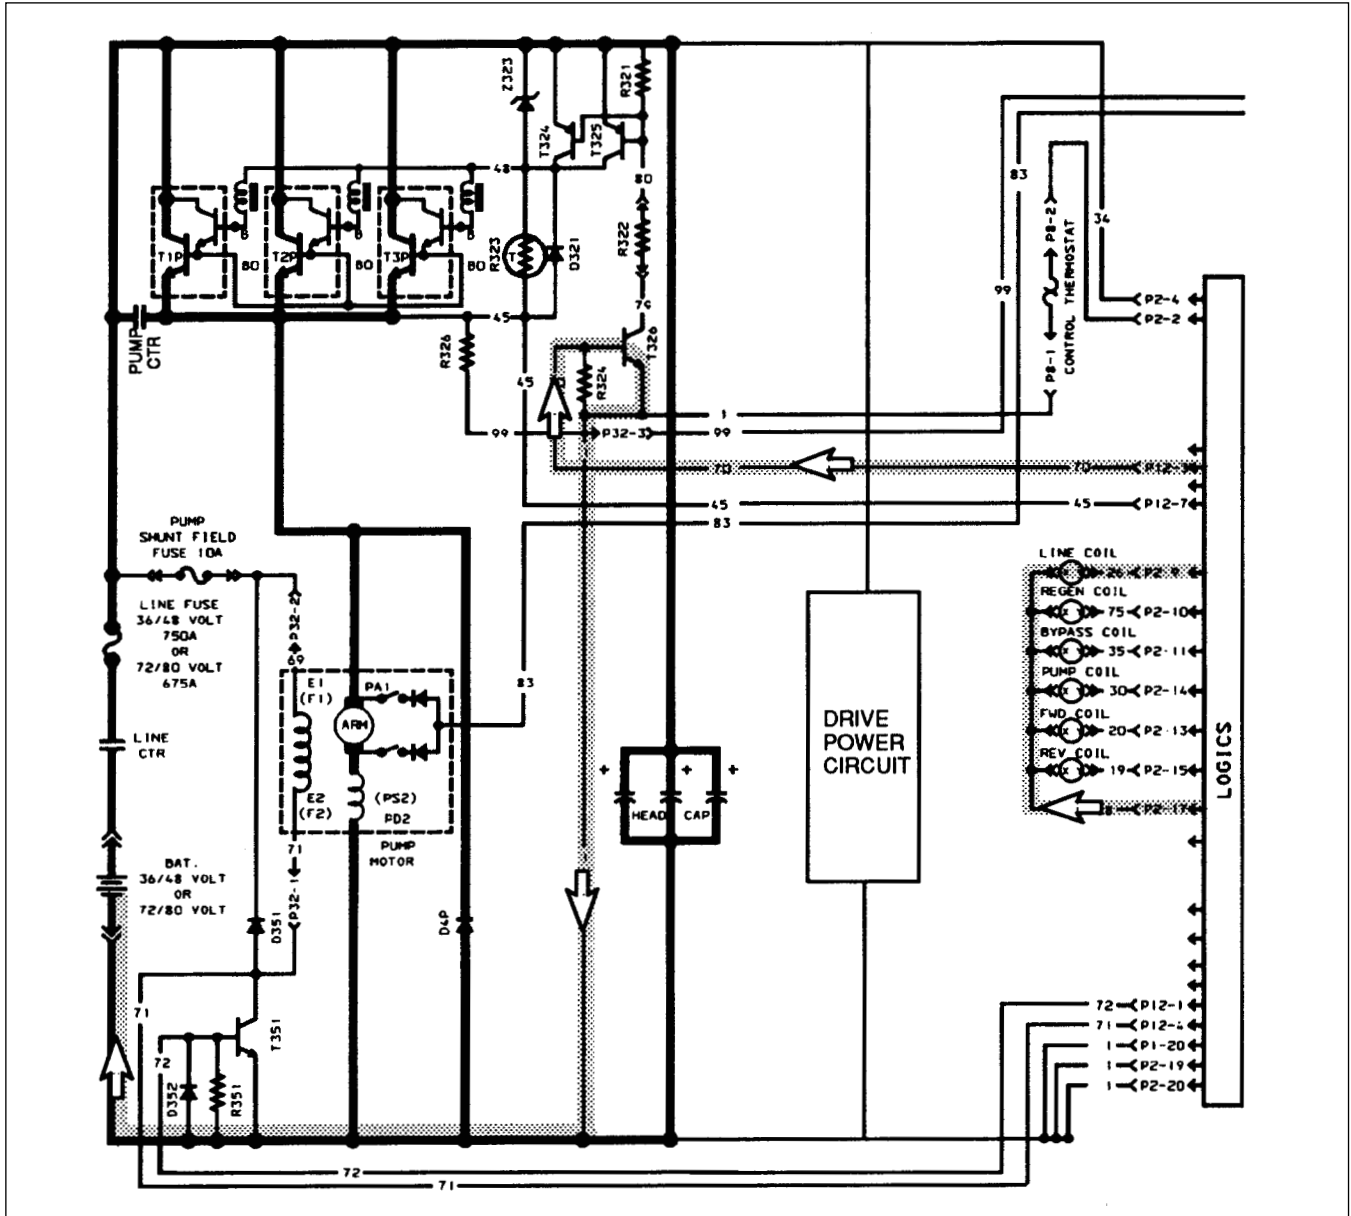 Z323
R321
T324
T325
48
80
83
34
P8-2
CONTROL THERMOSTAT
P8-1
B
B
B
T1P
T2P
T3P
BO
BO
BO
R323
T
D321
R322
99
P2-4
P2-2
79
45
PUMP CTR
R326
T326
45
R324
1
99
P32-3
99
70
70
45
45
P12-7
83
PUMP
SHUNT FIELD
FUSE 10A
LINE COIL
26
P2-9
REGEN COIL
75
P2-10
BYPASS COIL
35
P2-11
PUMP COIL
30
P2-14
FWD COIL
20
P2-13
REV COIL
19
P2-15
P2-17
LOGICS
LINE FUSE
36/48 VOLT
750A
OR
72/80 VOLT
675A
P32-2
69
E1
(F1)
PA1
83
ARM
DRIVE
POWER
CIRCUIT
LINE
CTR
E2
(F2)
(PS2)
PD2
+
+
+
HEAD
CAP
71
PUMP
MOTOR
BAT.
36/48 VOLT
OR
72/80 VOLT
P32-1
D351
D4P
71
T351
72
D352
R351
72
P12-1
71
P12-4
1
P1-20
1
P2-19
1
P2-20
72
71